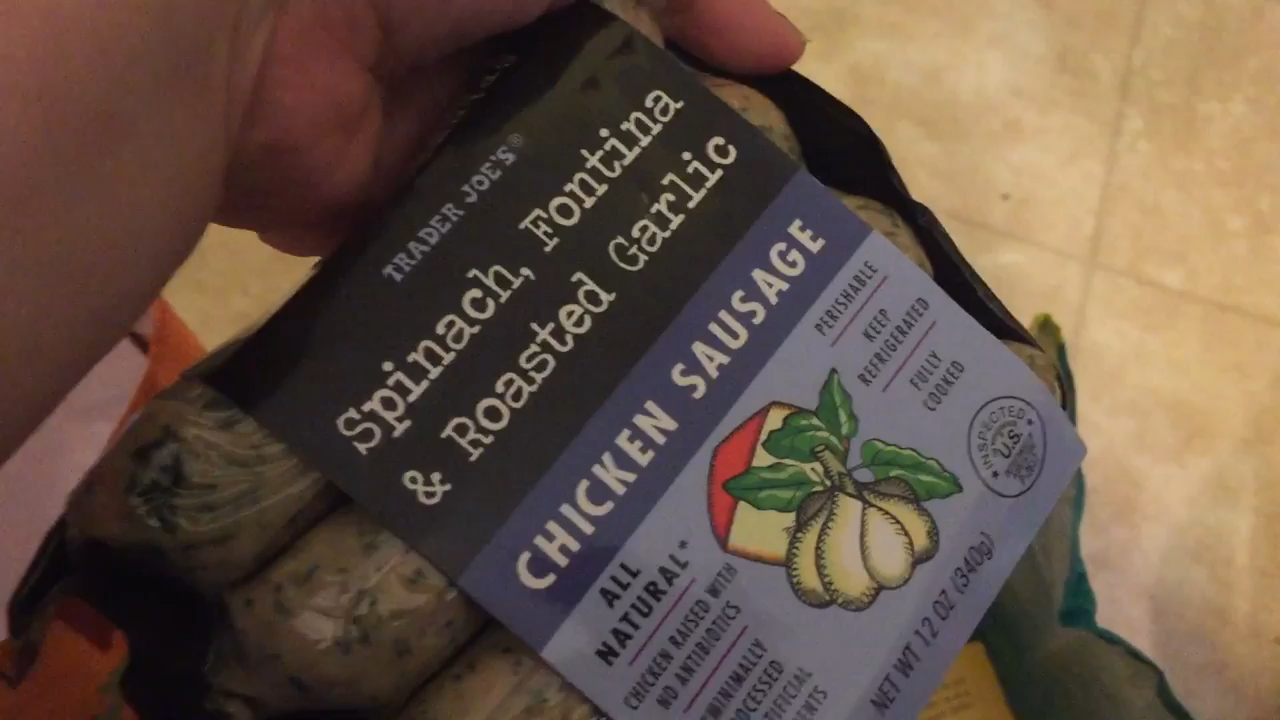 TRADER JOE'S®
Spinach, Fontina
& Roasted Garlic
CHICKEN SAUSAGE
PERISHABLE
KEEP
REFRIGERATED
FULLY
COOKED
INSPECTED
U.S.
ALL
NATURAL*
CHICKEN RAISED WITH
NO ANTIBIOTICS
MINIMALLY
NET WT 12 OZ (340g)